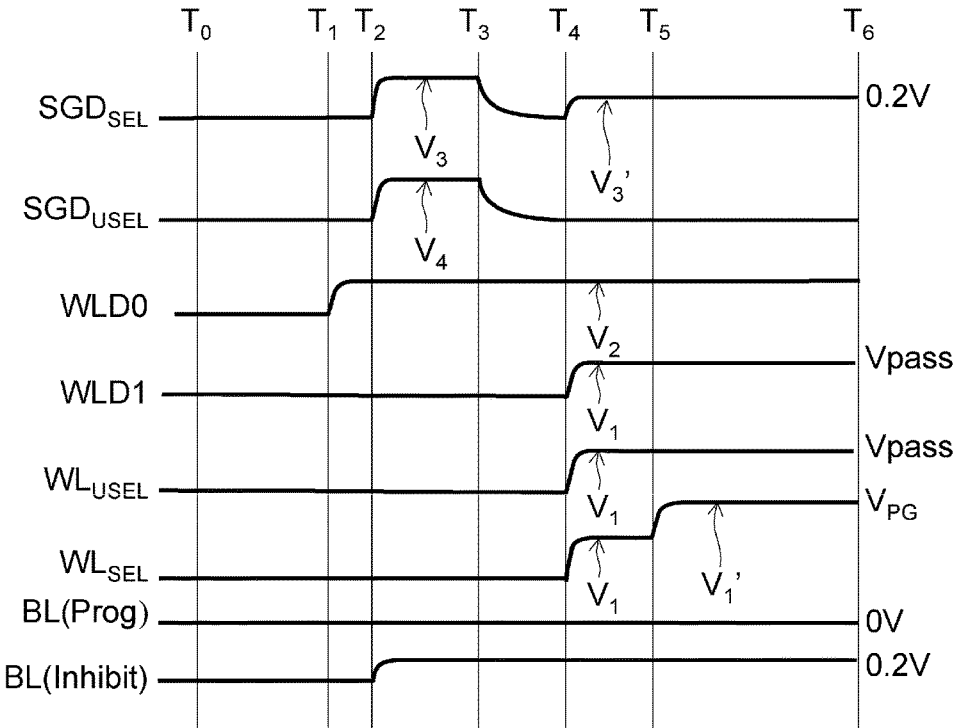 T0 T1 T2 T3 T4 T5 T6
SGDSEL 0.2V
V3 V3’
SGDUSEL
V4
WLD0
V2
WLD1 Vpass
V1
WLUSEL Vpass
V1
VPG
WLSEL
V1 V1’
BL(Prog) 0V
BL(Inhibit) 0.2V